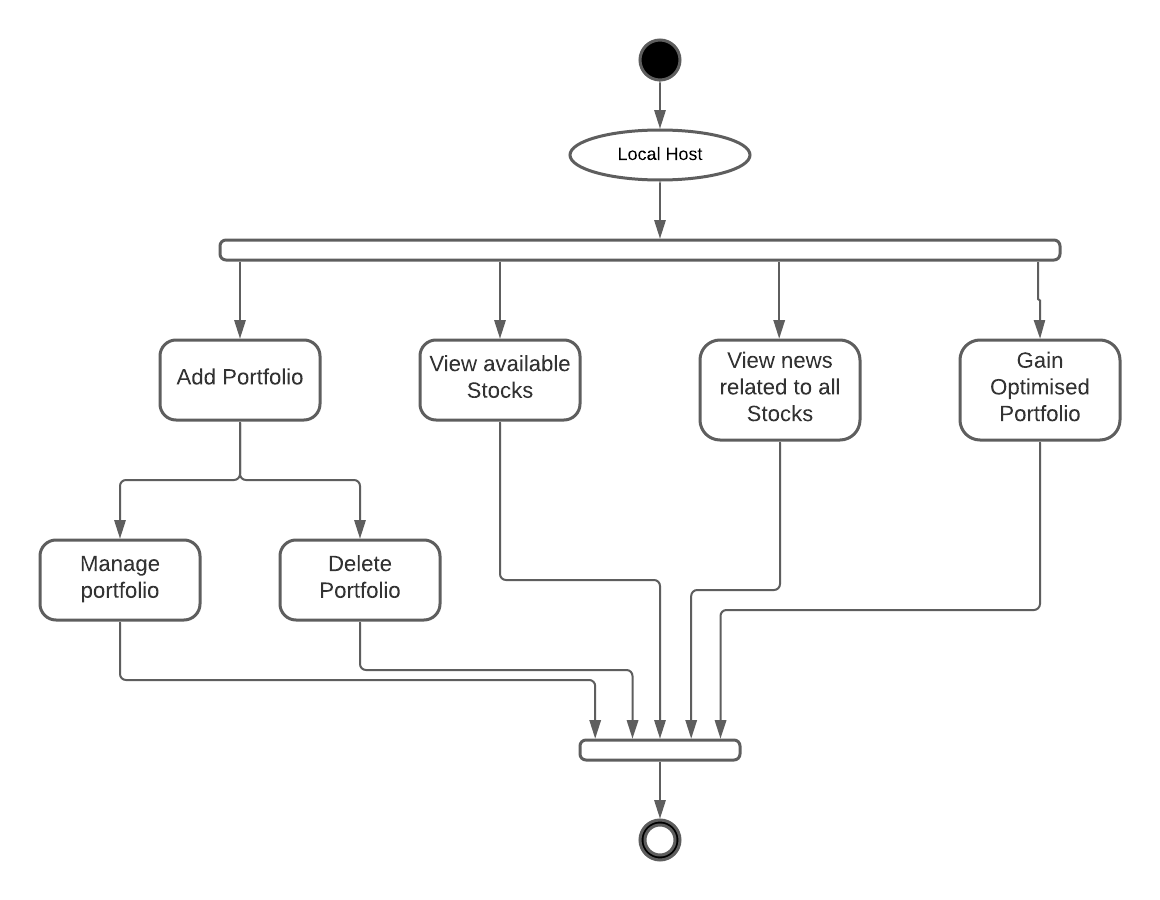 Local Host
Add Portfolio
View available
Stocks
View news
related to all
Stocks
Gain
Optimised
Portfolio
Manage
portfolio
Delete
Portfolio